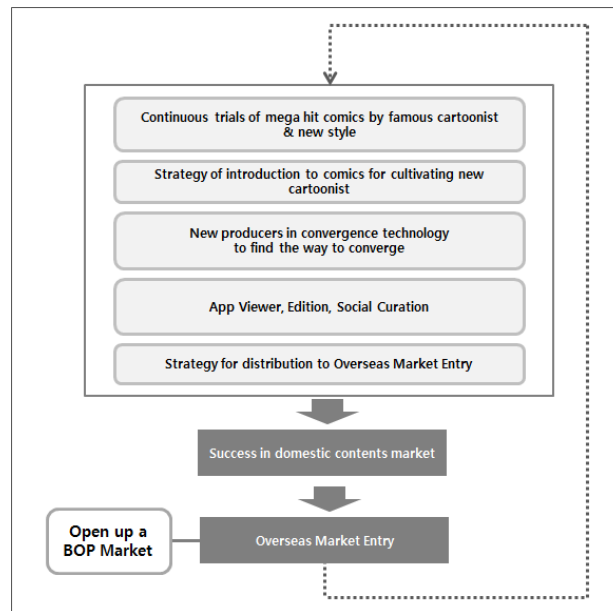 Continuous trials of mega hit comics by famous cartoonist
& new style
Strategy of introduction to comics for cultivating new
cartoonist
New producers in convergence technology
to find the way to converge
App Viewer, Edition, Social Curation
Strategy for distribution to Overseas Market Entry
Success in domestic contents market
Open up a
BOP Market
Overseas Market Entry